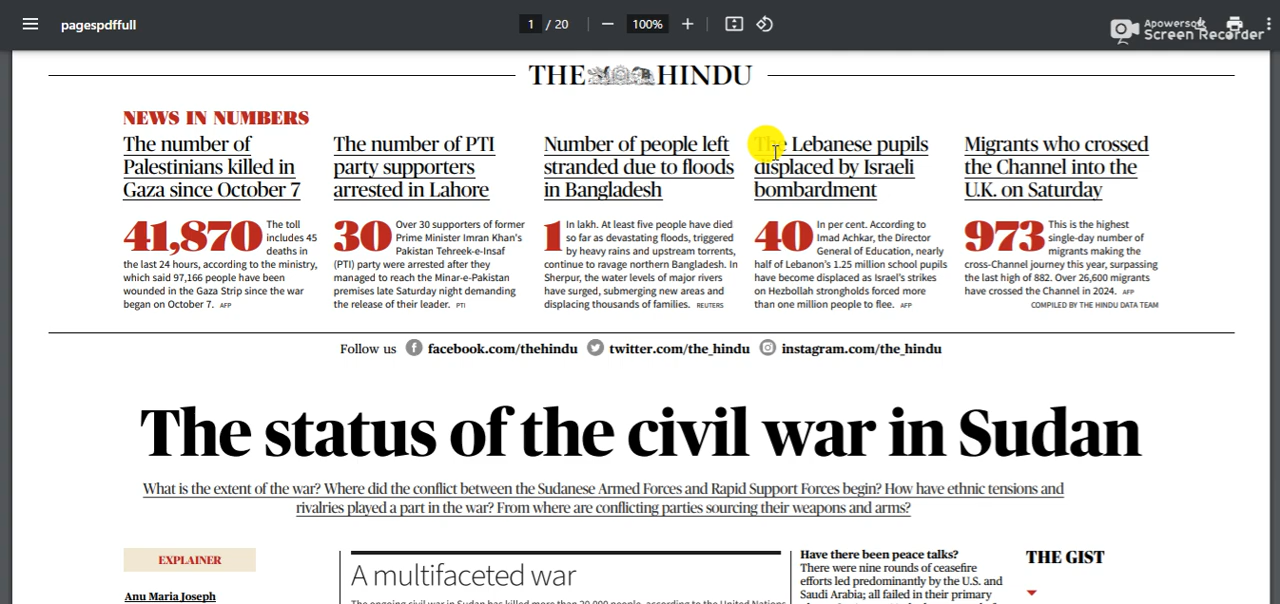 pagespdffull
1 / 20
100%
Apowersoft
Screen Recorder
THE HINDU
NEWS IN NUMBERS
The number of
Palestinians killed in
Gaza since October 7
41,870 The toll
includes 45
deaths in
the last 24 hours, according to the ministry,
which said 97,166 people have been
wounded in the Gaza Strip since the war
began on October 7. AFP
The number of PTI
party supporters
arrested in Lahore
30 Over 30 supporters of former
Prime Minister Imran Khan's
Pakistan Tehreek-e-Insaf
(PTI) party were arrested after they
managed to reach the Minar-e-Pakistan
premises late Saturday night demanding
the release of their leader. PTI
Number of people left
stranded due to floods
in Bangladesh
1 In lakh. At least five people have died
so far as devastating floods, triggered
by heavy rains and upstream torrents,
continue to ravage northern Bangladesh. In
Sherpur, the water levels of major rivers
have surged, submerging new areas and
displacing thousands of families. REUTERS
The Lebanese pupils
displaced by Israeli
bombardment
40 In per cent. According to
Imad Achkar, the Director
General of Education, nearly
half of Lebanon's 1.25 million school pupils
have become displaced as Israel's strikes
on Hezbollah strongholds forced more
than one million people to flee. AFP
Migrants who crossed
the Channel into the
U.K. on Saturday
973 This is the highest
single-day number of
migrants making the
cross-Channel journey this year, surpassing
the last high of 882. Over 26,600 migrants
have crossed the Channel in 2024. AFP
COMPILED BY THE HINDU DATA TEAM
Follow us facebook.com/thehindu twitter.com/the_hindu instagram.com/the_hindu
The status of the civil war in Sudan
What is the extent of the war? Where did the conflict between the Sudanese Armed Forces and Rapid Support Forces begin? How have ethnic tensions and
rivalries played a part in the war? From where are conflicting parties sourcing their weapons and arms?
EXPLAINER
Anu Maria Joseph
A multifaceted war
The ongoing civil war in Sudan has killed more than 20,000 people, according to the United Nations
Have there been peace talks?
There were nine rounds of ceasefire
efforts led predominantly by the U.S. and
Saudi Arabia; all failed in their primary
THE GIST